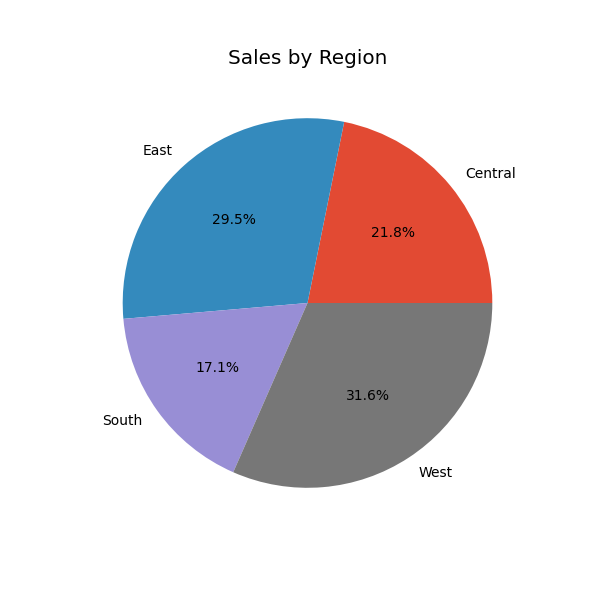 Sales by Region
East
Central
29.5%
21.8%
17.1%
31.6%
South
West